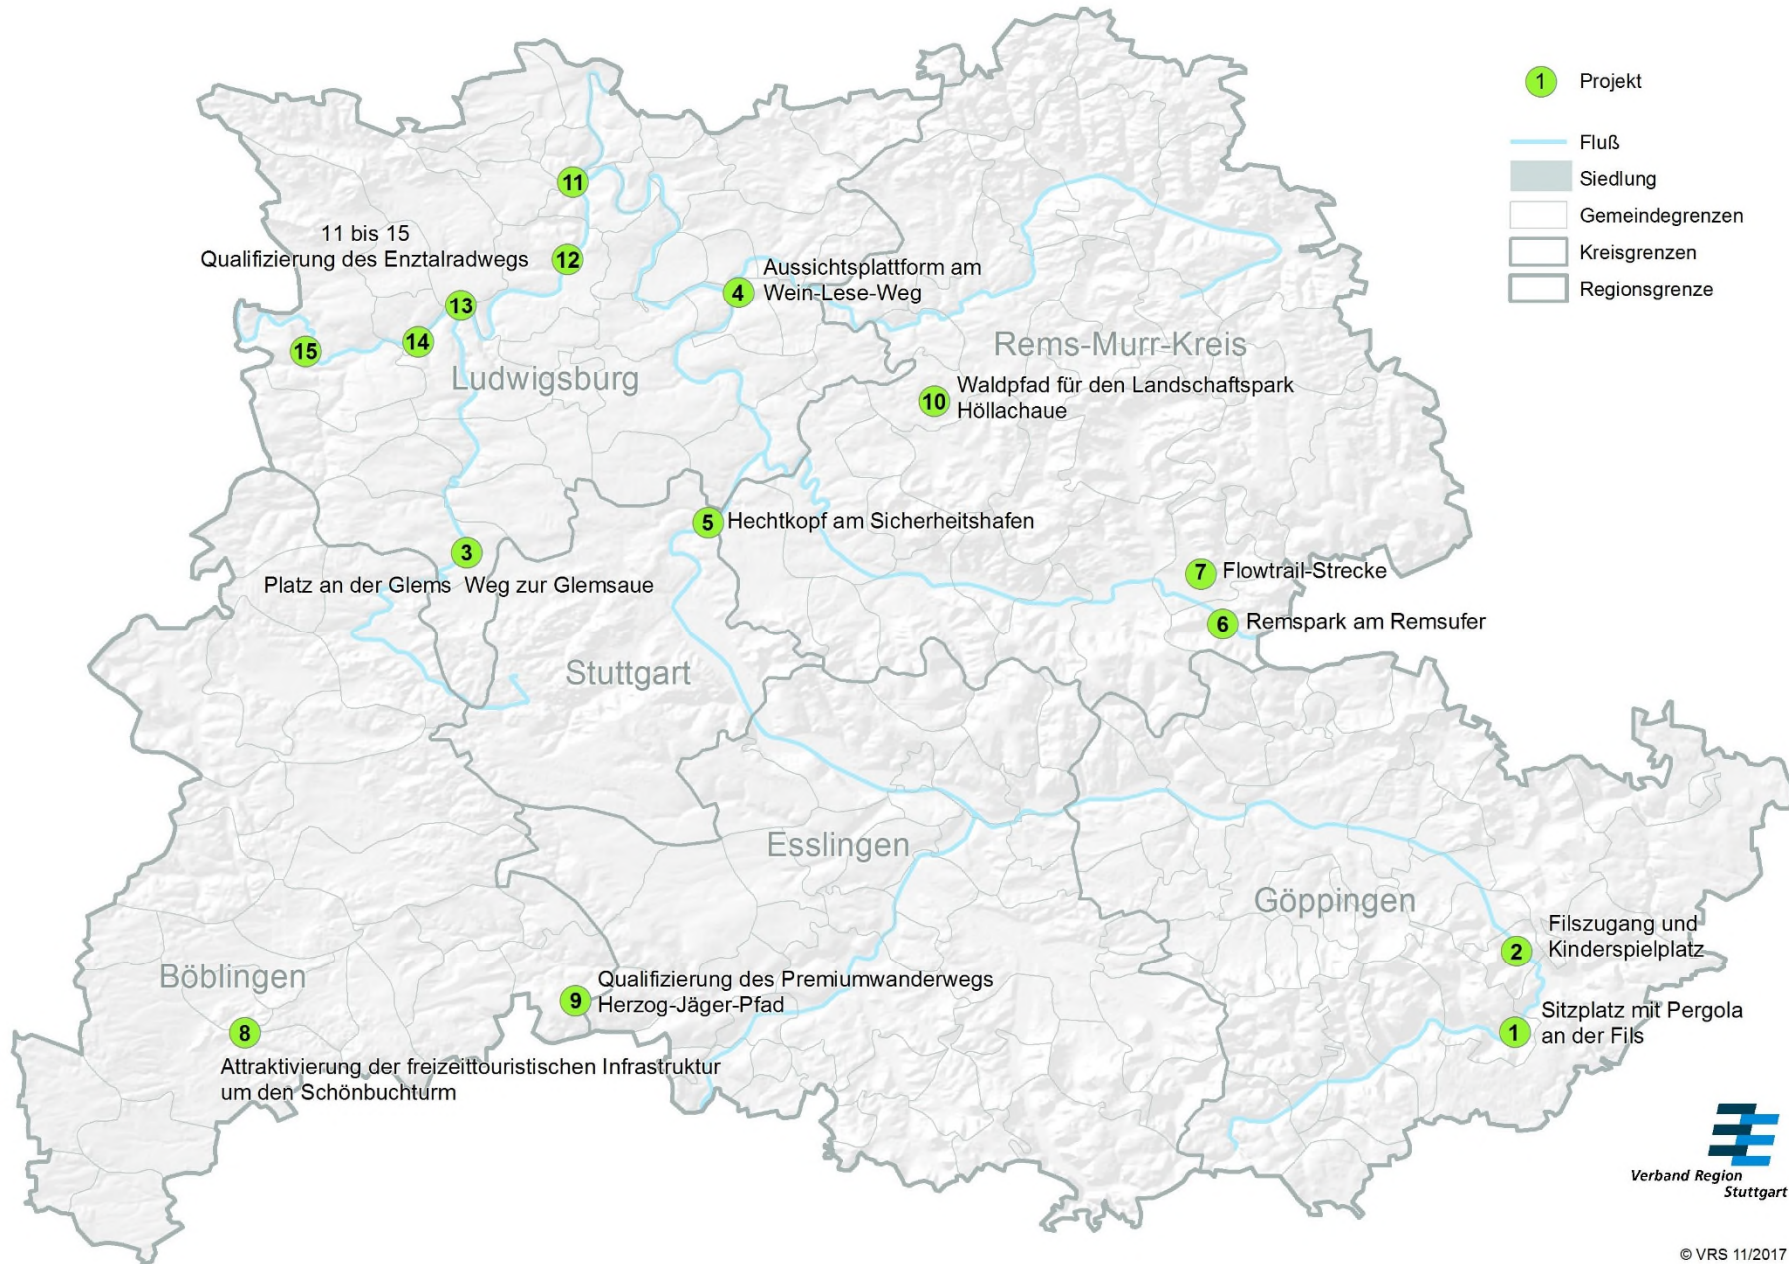 1 Projekt
Fluß
Siedlung
Gemeindegrenzen
Kreisgrenzen
Regionsgrenze
11
11 bis 15
Qualifizierung des Enztalradwegs
12
13
14
15
Ludwigsburg
4
Aussichtsplattform am
Wein-Lese-Weg
Rems-Murr-Kreis
10
Waldpfad für den Landschaftspark
Höllachaue
5 Hechtkopf am Sicherheitshafen
3
Platz an der Glems Weg zur Glemsaue
7 Flowtrail-Strecke
6 Remspark am Remsufer
Stuttgart
Esslingen
Göppingen
2
Filszugang und
Kinderspielplatz
1
Sitzplatz mit Pergola
an der Fils
Böblingen
9
Qualifizierung des Premiumwanderwegs
Herzog-Jäger-Pfad
8
Attraktivierung der freizeittouristischen Infrastruktur
um den Schönbuchturm
Verband Region
Stuttgart
© VRS 11/2017